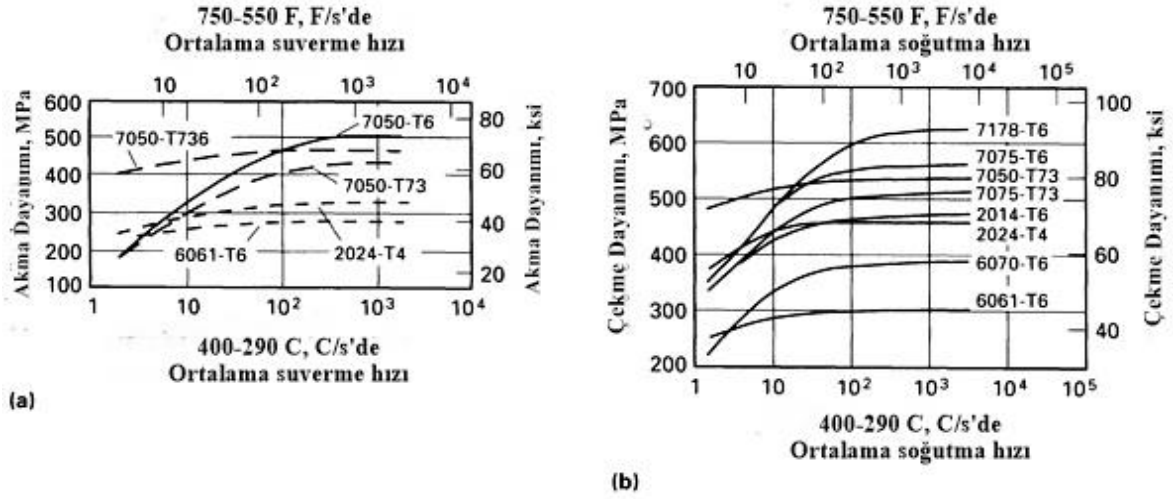 750-550 F, F/s'de
Ortalama suverme hızı
10 10² 10³ 10⁴
600
500
400
300
200
100
Akma Dayanımı, MPa
7050-T736
7050-T6
7050-T73
6061-T6
2024-T4
80
60
40
20
Akma Dayanımı, ksi
1 10 10² 10³ 10⁴
400-290 C, C/s'de
Ortalama suverme hızı
(a)
750-550 F, F/s'de
Ortalama soğutma hızı
10 10² 10³ 10⁴ 10⁵
700
600
500
400
300
200
Çekme Dayanımı, MPa
7178-T6
7075-T6
7050-T73
7075-T73
2014-T6
2024-T4
6070-T6
6061-T6
100
80
60
40
Çekme Dayanımı, ksi
1 10 10² 10³ 10⁴ 10⁵
400-290 C, C/s'de
Ortalama soğutma hızı
(b)